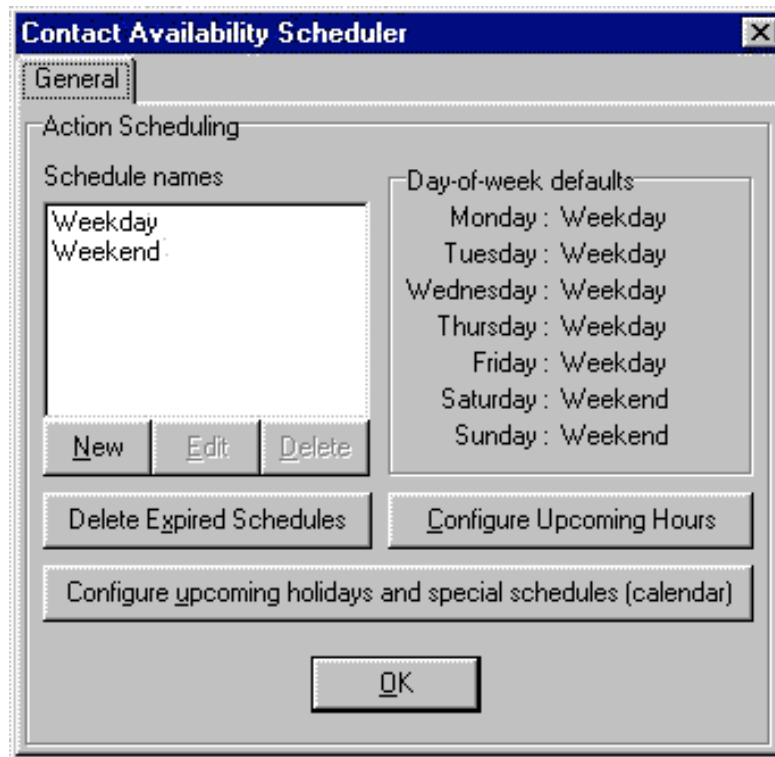 Contact Availability Scheduler
General
Action Scheduling
Schedule names
Weekday
Weekend
New
Edit
Delete
Day-of-week defaults
Monday : Weekday
Tuesday : Weekday
Wednesday : Weekday
Thursday : Weekday
Friday : Weekday
Saturday : Weekend
Sunday : Weekend
Delete Expired Schedules
Configure Upcoming Hours
Configure upcoming holidays and special schedules (calendar)
OK